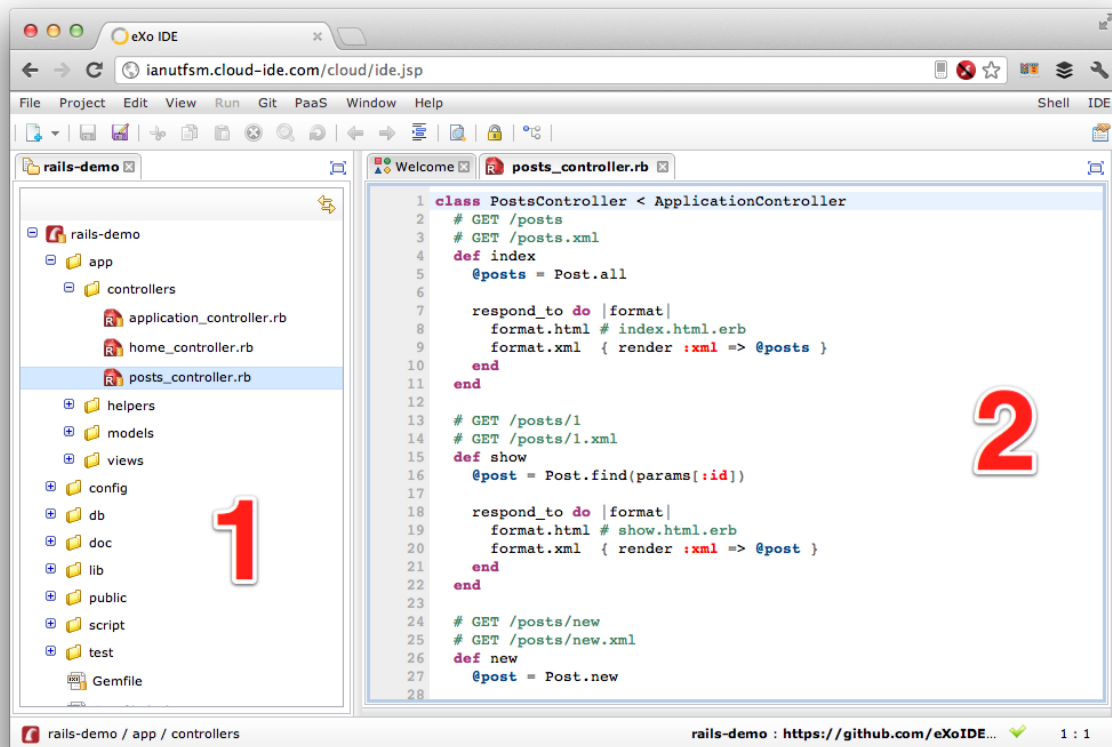 eXo IDE
ianutfsm.cloud-ide.com/cloud/ide.jsp
File Project Edit View Run Git PaaS Window Help Shell IDE
rails-demo
Welcome posts_controller.rb
rails-demo
app
controllers
application_controller.rb
home_controller.rb
posts_controller.rb
helpers
models
views
config
db
doc
lib
public
script
test
Gemfile
1
1 class PostsController < ApplicationController
2 # GET /posts
3 # GET /posts.xml
4 def index
5 @posts = Post.all
6
7 respond_to do |format|
8 format.html # index.html.erb
9 format.xml { render :xml => @posts }
10 end
11 end
12
13 # GET /posts/1
14 # GET /posts/1.xml
15 def show
16 @post = Post.find(params[:id])
17
18 respond_to do |format|
19 format.html # show.html.erb
20 format.xml { render :xml => @post }
21 end
22 end
23
24 # GET /posts/new
25 # GET /posts/new.xml
26 def new
27 @post = Post.new
28
2
rails-demo / app / controllers
rails-demo : https://github.com/eXoIDE... 1 : 1